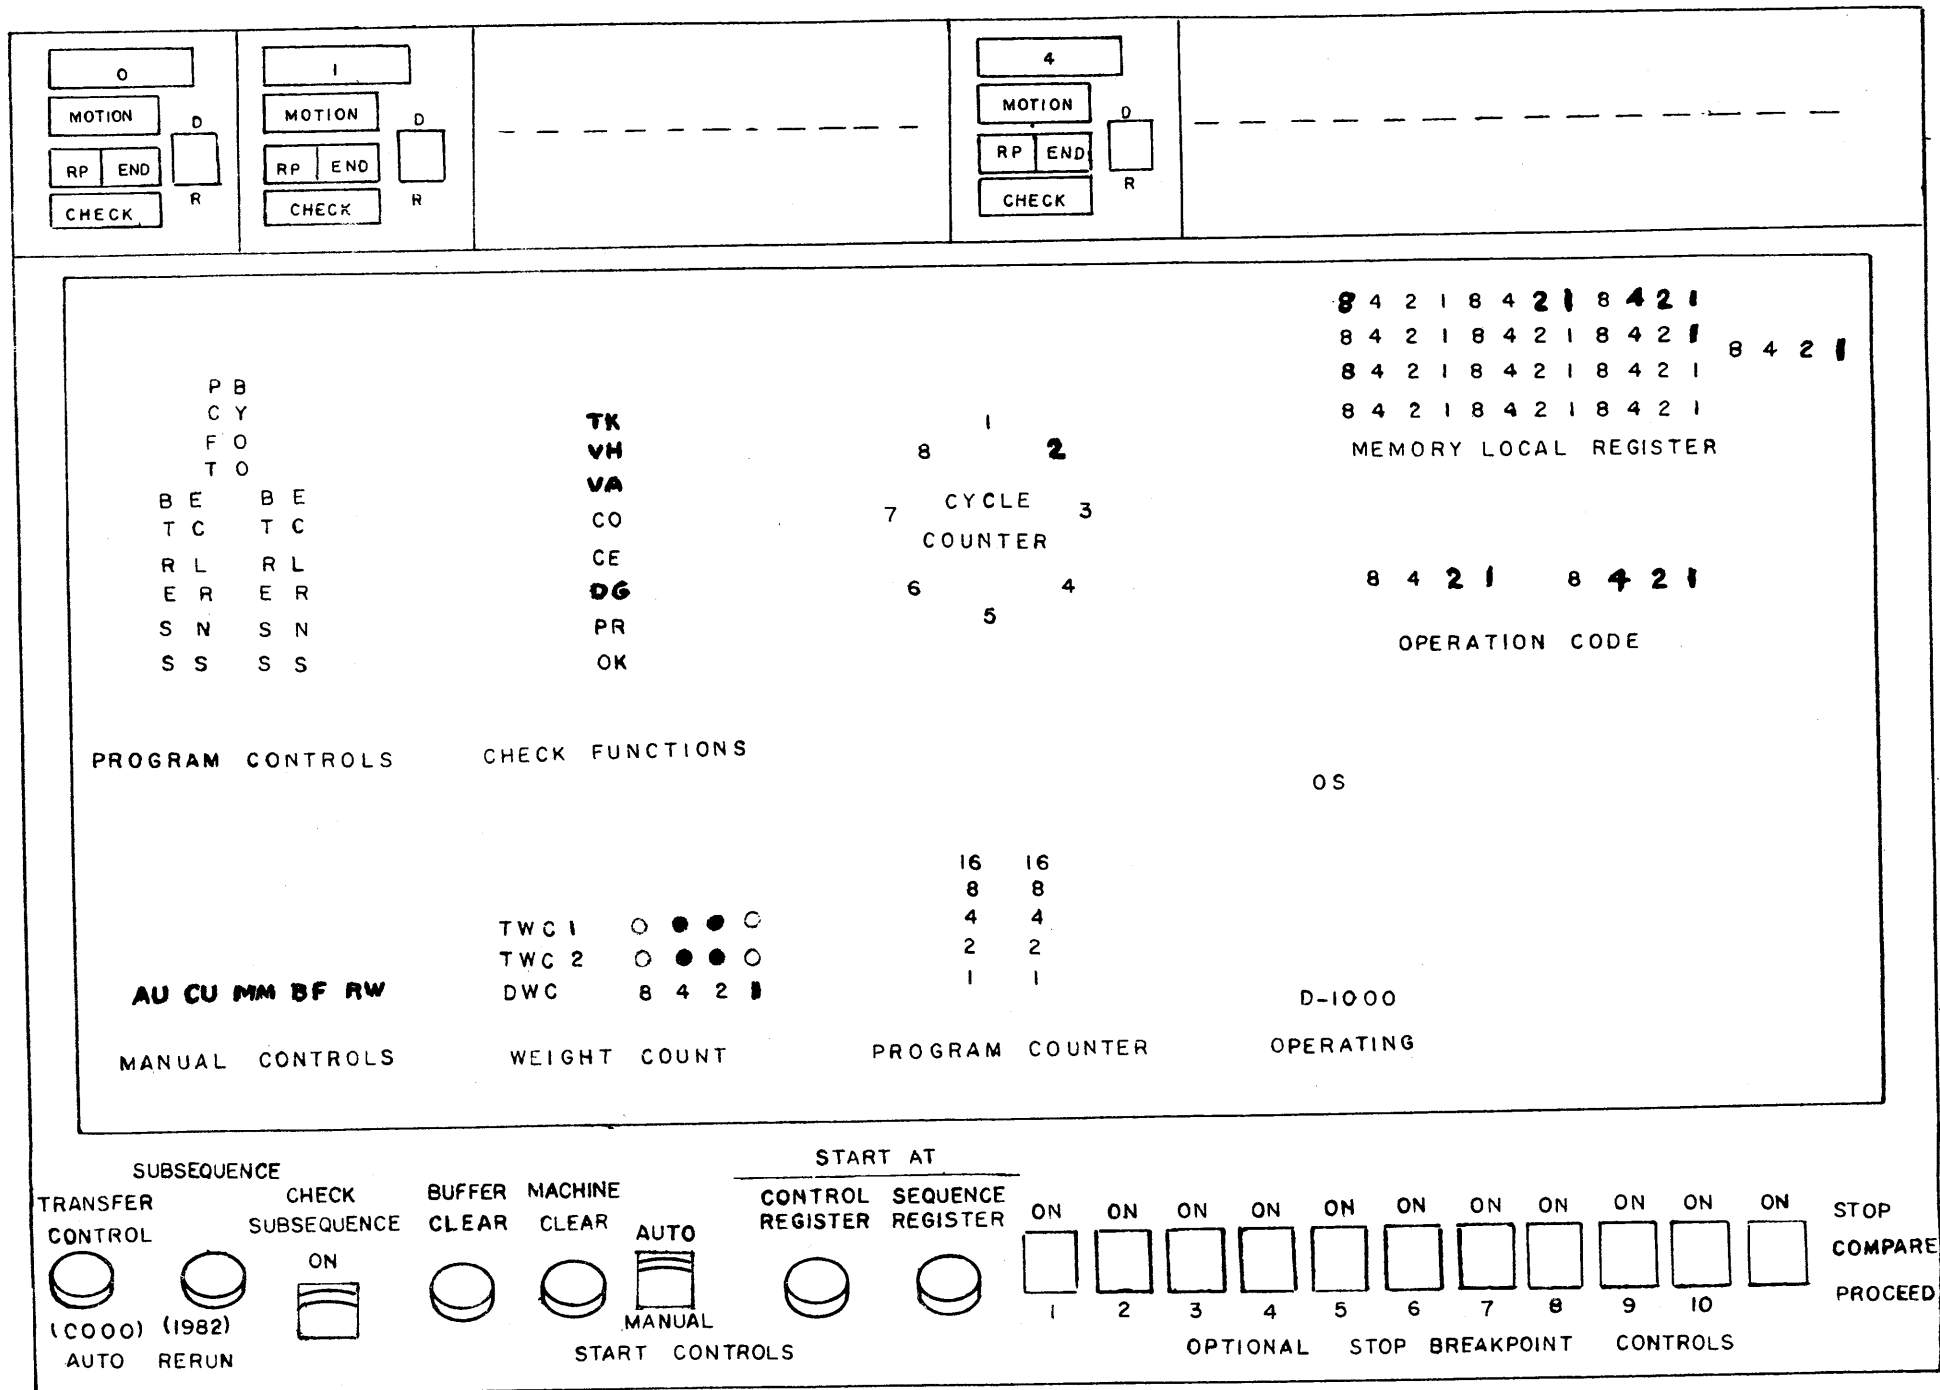 0 1 4
MOTION MOTION MOTION
D D D
RP END RP END RP END
R R R
CHECK CHECK CHECK
8 4 2 1 8 4 2 1 8 4 2 1
8 4 2 1 8 4 2 1 8 4 2 1
8 4 2 1
8 4 2 1 8 4 2 1 8 4 2 1
8 4 2 1 8 4 2 1 8 4 2 1
MEMORY LOCAL REGISTER
P B
C Y
F O
T O
B E B E
T C T C
R L R L
E R E R
S N S N
S S S S
PROGRAM CONTROLS
TK
VH
VA
CO
CE
DG
PR
OK
CHECK FUNCTIONS
1
8 2
7 CYCLE 3
COUNTER
6 4
5
8 4 2 1 8 4 2 1
OPERATION CODE
OS
AU CU MM BF RW
MANUAL CONTROLS
TWC 1
TWC 2
DWC 8 4 2 1
WEIGHT COUNT
16 16
8 8
4 4
2 2
1 1
PROGRAM COUNTER
D-1000
OPERATING
SUBSEQUENCE
TRANSFER
CONTROL
(C000) (1982)
AUTO RERUN
CHECK
SUBSEQUENCE
ON
BUFFER
CLEAR
MACHINE
CLEAR
AUTO
MANUAL
START AT
CONTROL
REGISTER
SEQUENCE
REGISTER
START CONTROLS
ON ON ON ON ON ON ON ON ON ON ON
STOP
COMPARE
PROCEED
1 2 3 4 5 6 7 8 9 10
OPTIONAL STOP BREAKPOINT CONTROLS